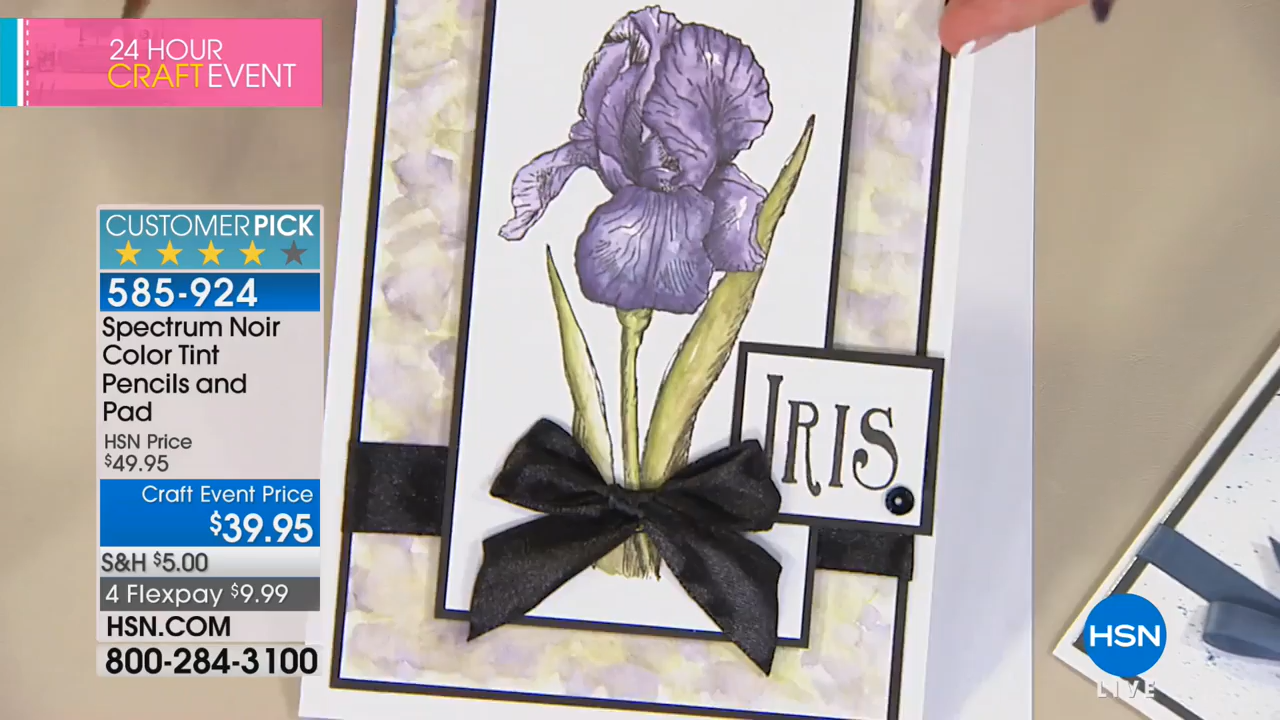 24 HOUR
CRAFT EVENT
CUSTOMER PICK
585-924
Spectrum Noir
Color Tint
Pencils and
Pad
HSN Price
$49.95
Craft Event Price
$39.95
S&H $5.00
4 Flexpay $9.99
HSN.COM
800-284-3100
IRIS.
HSN
LIVE